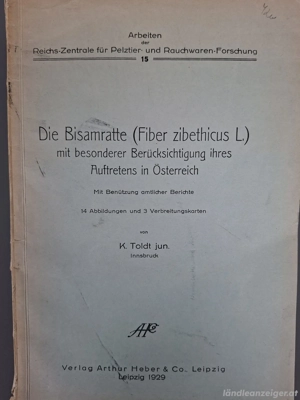 Arbeiten
der
Reichs-Zentrale für Pelztier- und Rauchwaren-Forschung
15
Die Bisamratte (Fiber zibethicus L.)
mit besonderer Berücksichtigung ihres
Auftretens in Österreich
Mit Benützung amtlicher Berichte
14 Abbildungen und 3 Verbreitungskarten
von
K. Toldt jun.
Innsbruck
Verlag Arthur Heber & Co. Leipzig
Leipzig 1929
ländleanzeiger.at